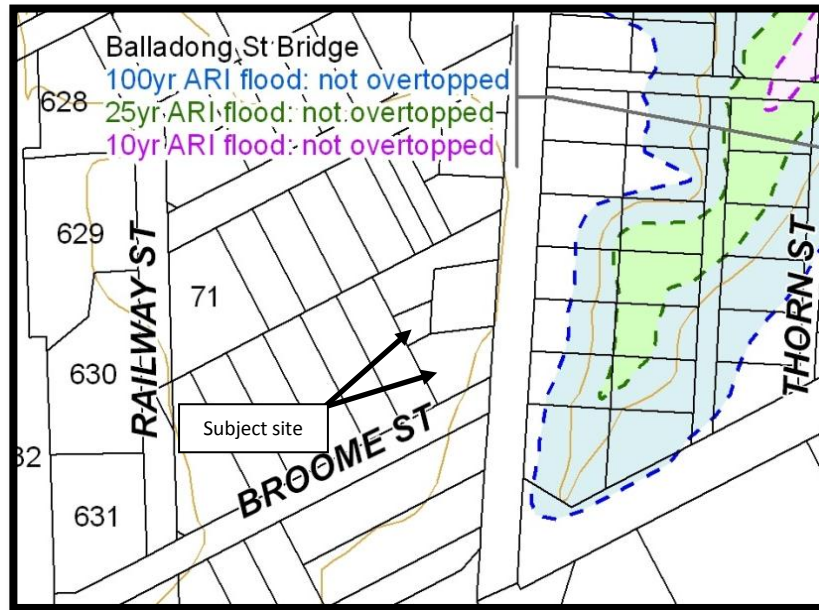 Balladong St Bridge
100yr ARI flood: not overtopped
25yr ARI flood: not overtopped
628
10yr ARI flood: not overtopped
629
RAILWAY ST
71
THORN ST
630
Subject site
BROOME ST
32
631